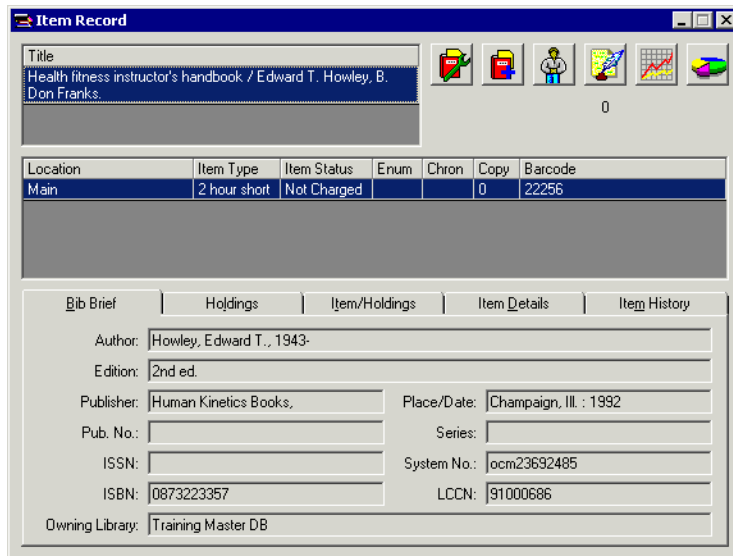 Item Record
Title
Health fitness instructor's handbook / Edward T. Howley, B.
Don Franks.
0
Location Item Type Item Status Enum Chron Copy Barcode
Main 2 hour short Not Charged 0 22256
Bib Brief Holdings Item/Holdings Item Details Item History
Author: Howley, Edward T., 1943-
Edition: 2nd ed.
Publisher: Human Kinetics Books, Place/Date: Champaign, Ill. : 1992
Pub. No.: Series:
ISSN: System No.: ocm23692485
ISBN: 0873223357 LCCN: 91000686
Owning Library: Training Master DB